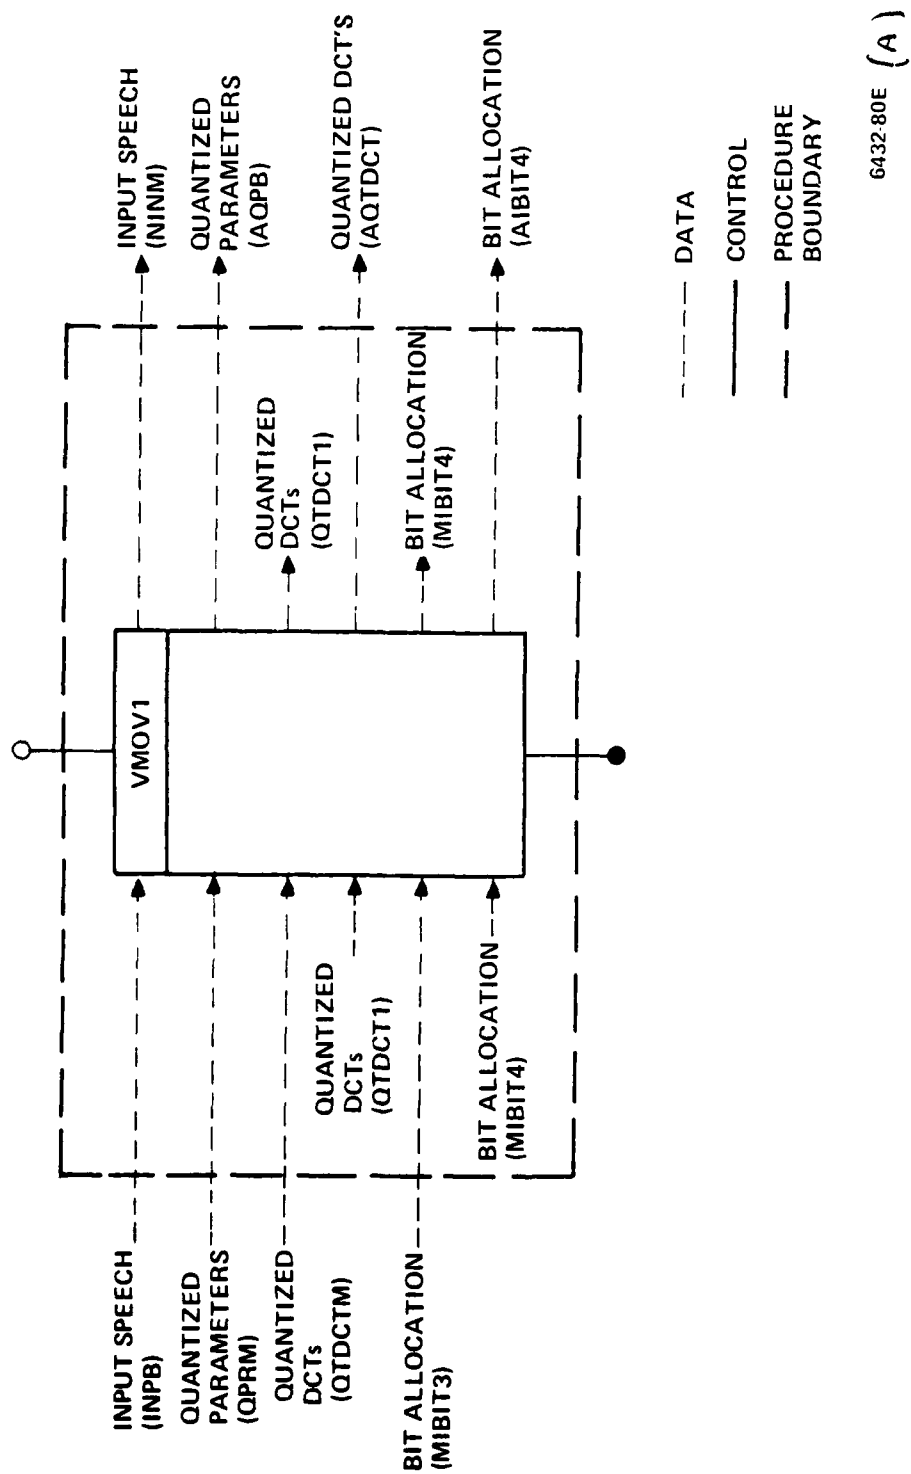 INPUT SPEECH
(INPB)
QUANTIZED
PARAMETERS
(QPRM)
QUANTIZED
DCTs
(QTDCTM)
BIT ALLOCATION
(MIBIT3)
QUANTIZED
DCTs
(QTDCT1)
BIT ALLOCATION
(MIBIT4)
VMOV1
QUANTIZED
DCTs
(QTDCT1)
BIT ALLOCATION
(MIBIT4)
INPUT SPEECH
(NINM)
QUANTIZED
PARAMETERS
(AQPB)
QUANTIZED DCT'S
(AQTDCT)
BIT ALLOCATION
(AIBIT4)
DATA
CONTROL
PROCEDURE
BOUNDARY
6432-80E (A)